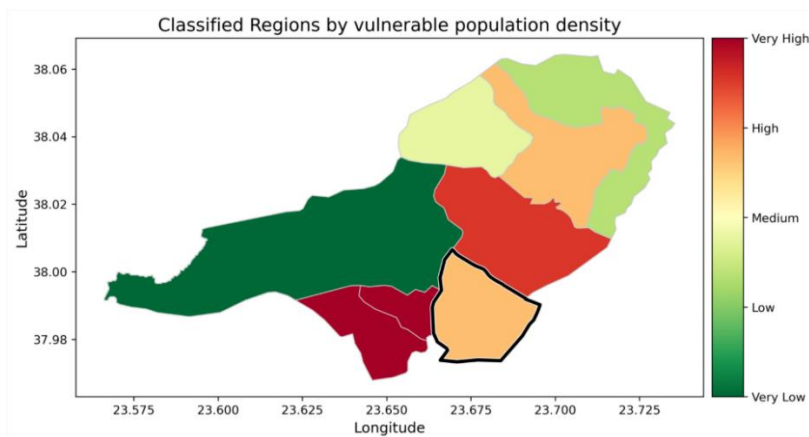 Classified Regions by vulnerable population density
Very High
High
Medium
Low
Very Low
Latitude
38.06
38.04
38.02
38.00
37.98
23.575 23.600 23.625 23.650 23.675 23.700 23.725
Longitude